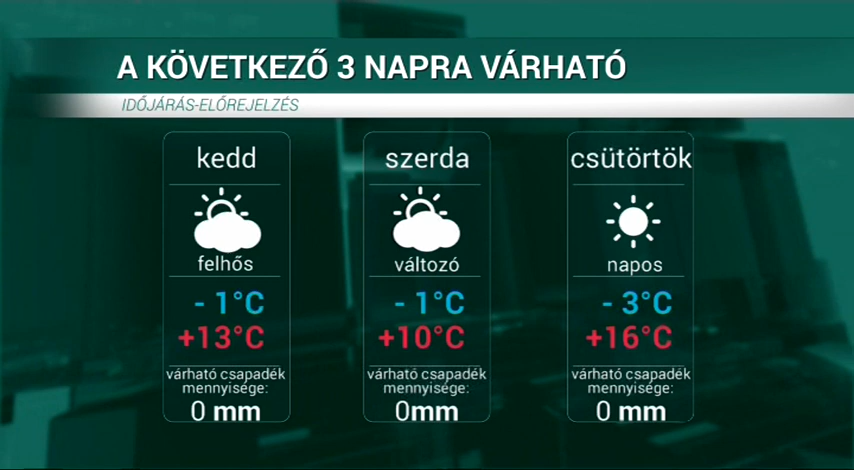 A KÖVETKEZŐ 3 NAPRA VÁRHATÓ
IDŐJÁRÁS-ELŐREJELZÉS
kedd
felhős
- 1°C
+13°C
várható csapadék
mennyisége:
0 mm
szerda
változó
- 1°C
+10°C
várható csapadék
mennyisége:
0mm
csütörtök
napos
- 3°C
+16°C
várható csapadék
mennyisége:
0 mm